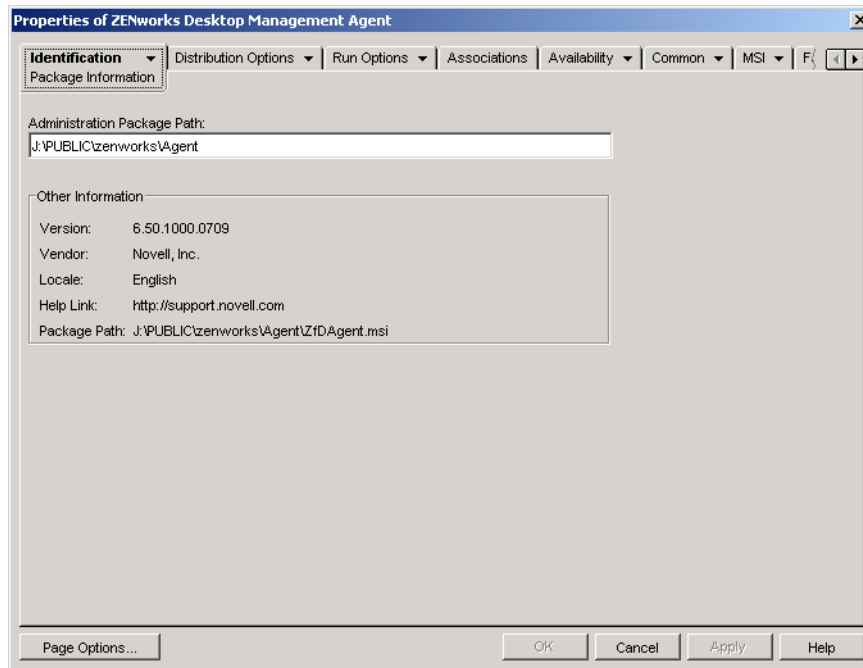 Properties of ZENworks Desktop Management Agent
Identification Distribution Options Run Options Associations Availability Common MSI
Package Information
Administration Package Path:
J:\PUBLIC\zenworks\Agent
Other Information
Version: 6.50.1000.0709
Vendor: Novell, Inc.
Locale: English
Help Link: http://support.novell.com
Package Path: J:\PUBLIC\zenworks\Agent\ZfDAgent.msi
Page Options... OK Cancel Apply Help